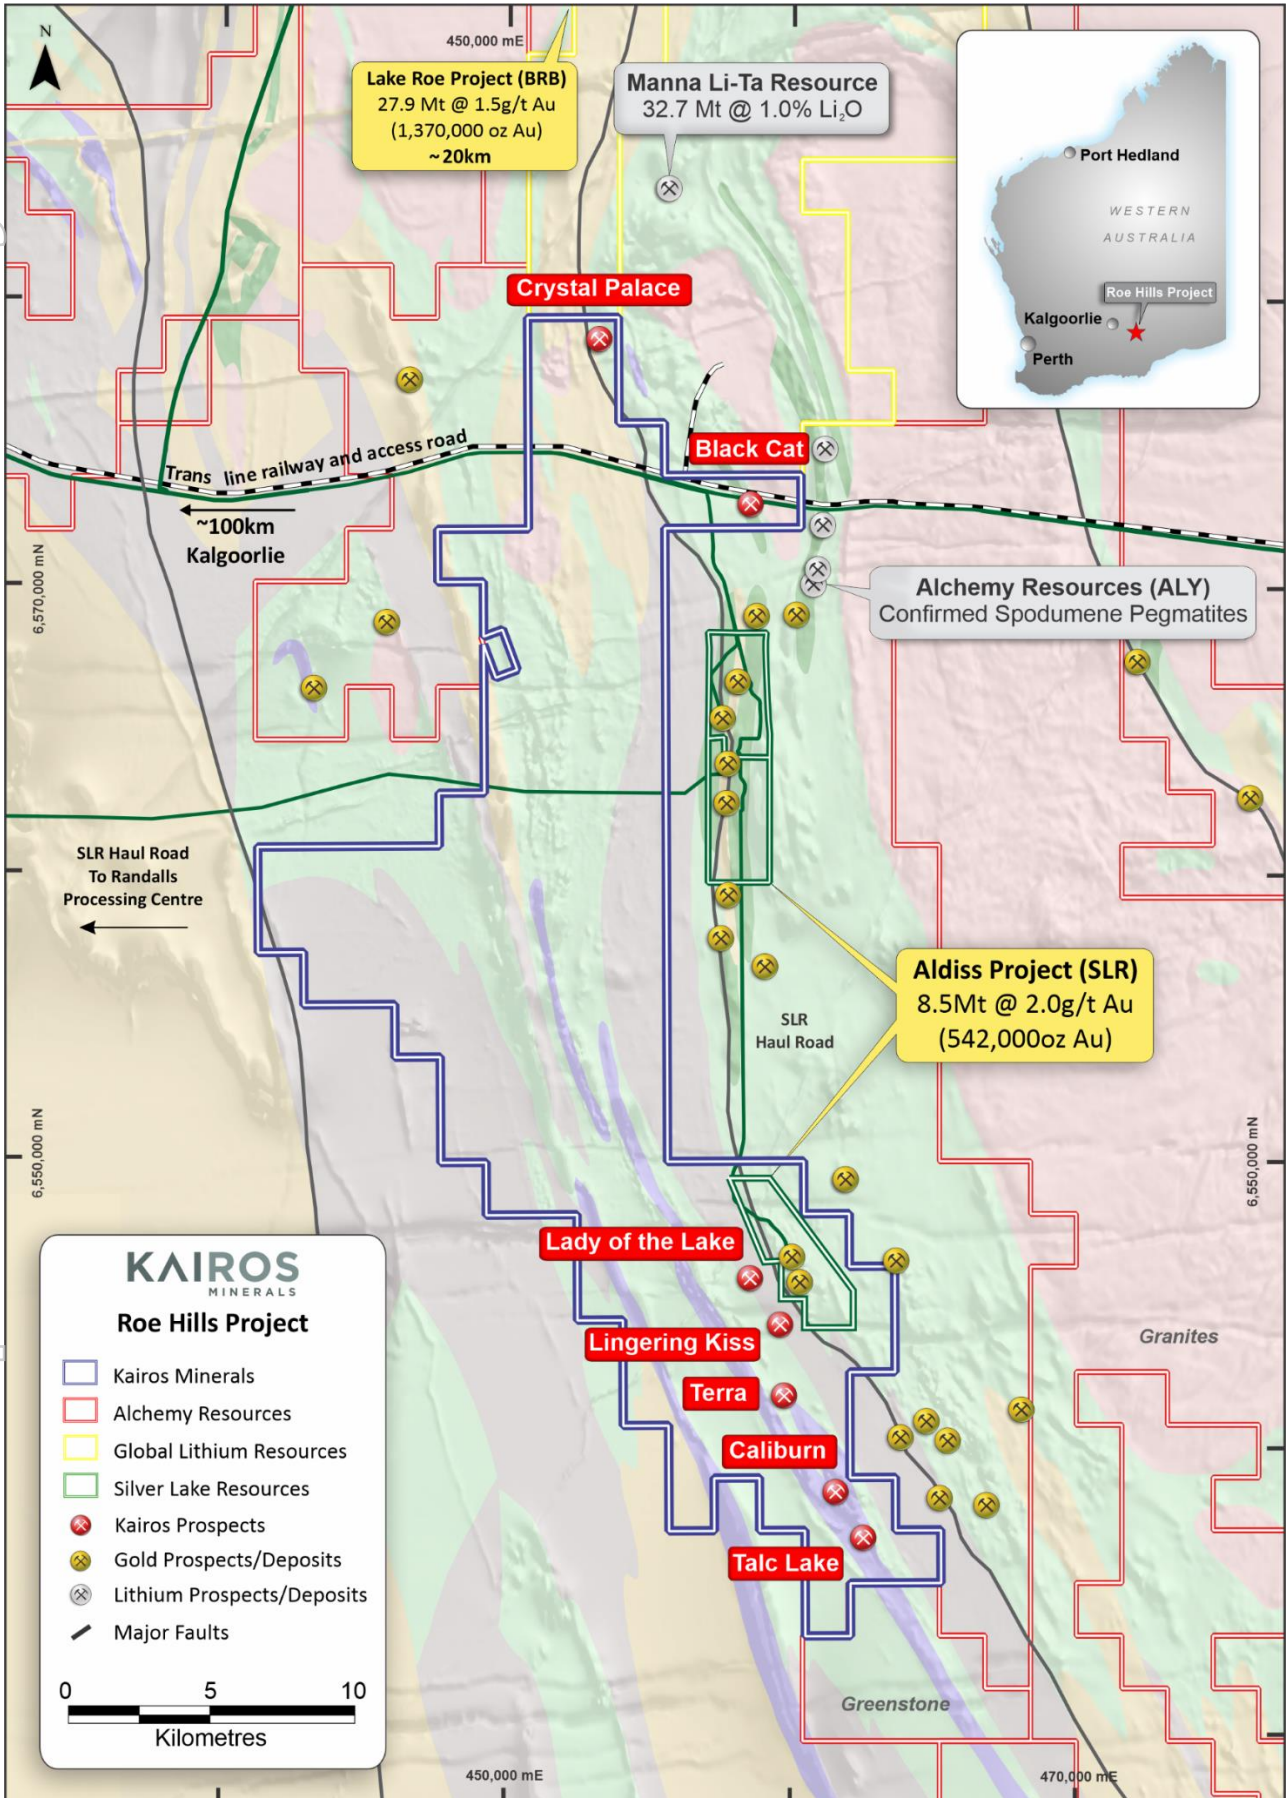 N
450,000 mE
Lake Roe Project (BRB)
27.9 Mt @ 1.5g/t Au
(1,370,000 oz Au)
~20km
Manna Li-Ta Resource
32.7 Mt @ 1.0% Li₂O
Port Hedland
WESTERN
AUSTRALIA
Roe Hills Project
Kalgoorlie
Perth
Crystal Palace
Black Cat
Trans line railway and access road
~100km
Kalgoorlie
6,570,000 mN
Alchemy Resources (ALY)
Confirmed Spodumene Pegmatites
SLR Haul Road
To Randalls
Processing Centre
Aldiss Project (SLR)
8.5Mt @ 2.0g/t Au
(542,000oz Au)
SLR
Haul Road
6,550,000 mN
6,550,000 mN
Lady of the Lake
Lingering Kiss
Terra
Caliburn
Talc Lake
Granites
Greenstone
KAIROS
MINERALS
Roe Hills Project
Kairos Minerals
Alchemy Resources
Global Lithium Resources
Silver Lake Resources
Kairos Prospects
Gold Prospects/Deposits
Lithium Prospects/Deposits
Major Faults
0 5 10
Kilometres
450,000 mE
470,000 mE